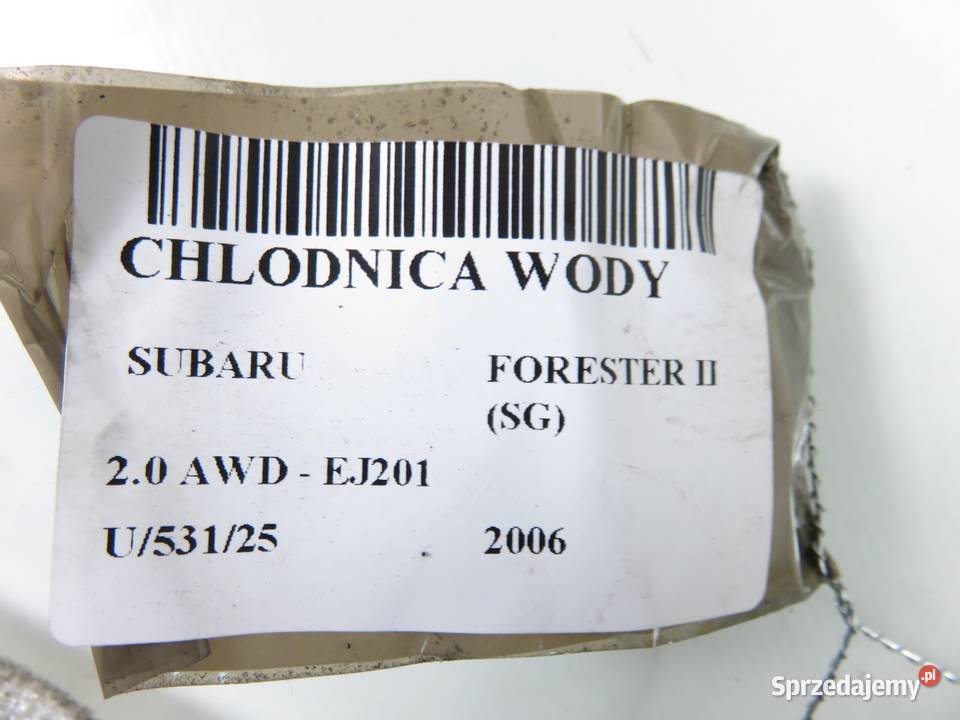 CHLODNICA WODY
SUBARU FORESTER II
(SG)
2.0 AWD - EJ201
U/531/25 2006
Sprzedajemy.pl